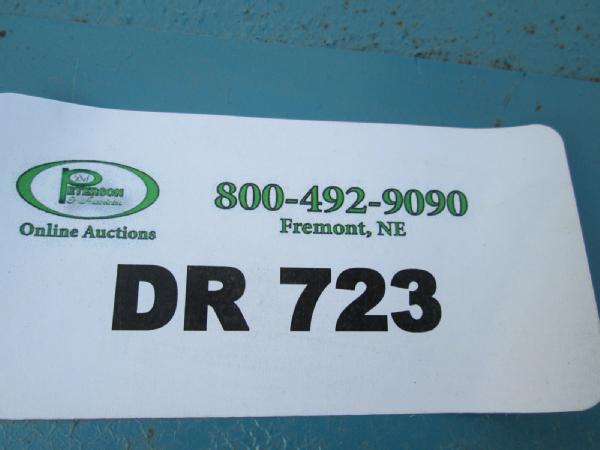 PETERSON
Online Auctions
800-492-9090
Fremont, NE
DR 723